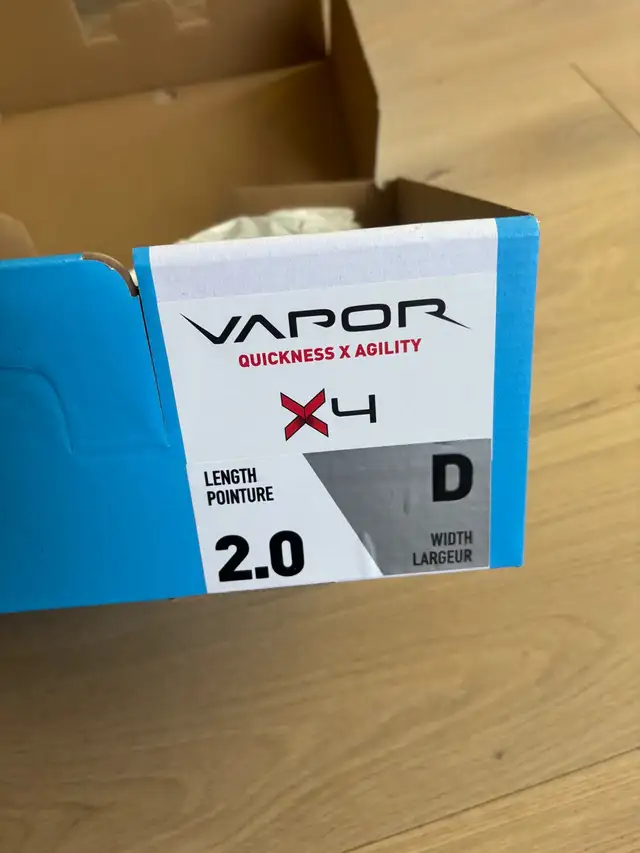 VAPOR
QUICKNESS X AGILITY
X4
LENGTH
POINTURE
2.0
D
WIDTH
LARGEUR